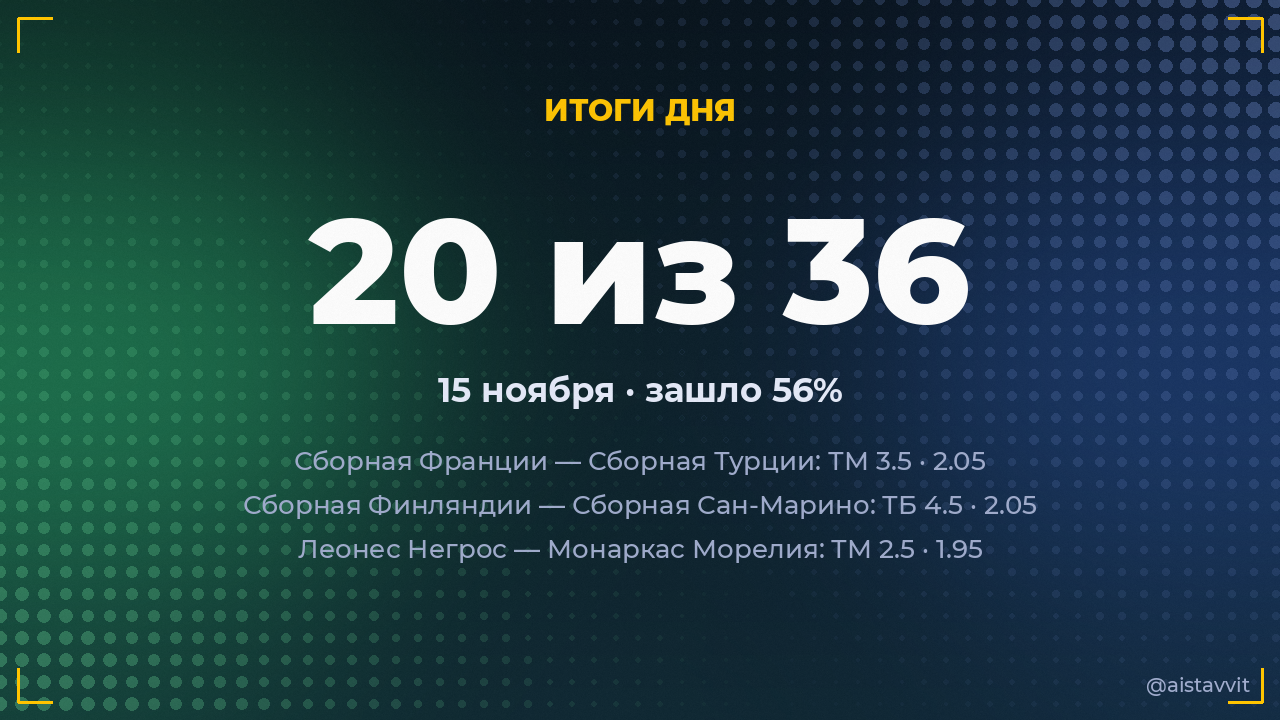 ИТОГИ ДНЯ
20 из 36
15 ноября · зашло 56%
Сборная Франции — Сборная Турции: ТМ 3.5 · 2.05
Сборная Финляндии — Сборная Сан-Марино: ТБ 4.5 · 2.05
Леонес Негрос — Монаркас Морелия: ТМ 2.5 · 1.95
@aistavvit